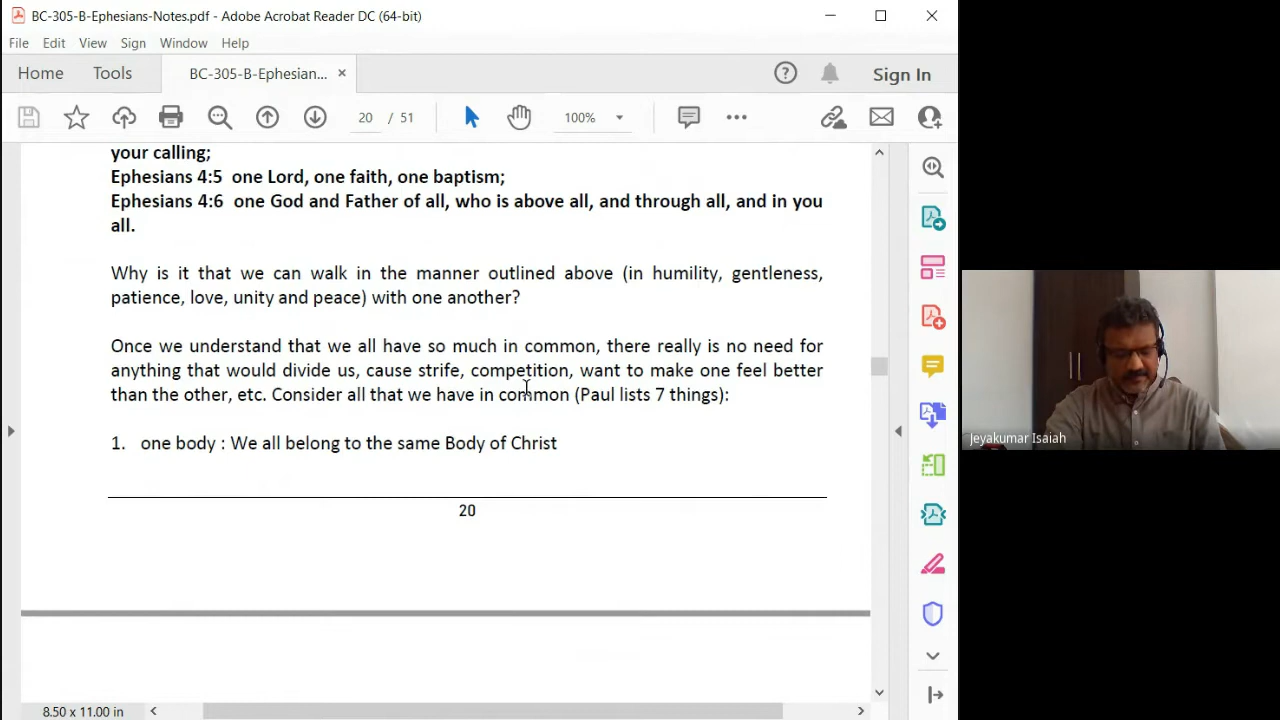 BC-305-B-Ephesians-Notes.pdf - Adobe Acrobat Reader DC (64-bit)
File Edit View Sign Window Help
Home Tools BC-305-B-Ephesian... × Sign In
20 / 51 100%
your calling;
Ephesians 4:5 one Lord, one faith, one baptism;
Ephesians 4:6 one God and Father of all, who is above all, and through all, and in you
all.
Why is it that we can walk in the manner outlined above (in humility, gentleness,
patience, love, unity and peace) with one another?
Once we understand that we all have so much in common, there really is no need for
anything that would divide us, cause strife, competition, want to make one feel better
than the other, etc. Consider all that we have in common (Paul lists 7 things):
1. one body : We all belong to the same Body of Christ
20
8.50 x 11.00 in
Jeyakumar Isaiah